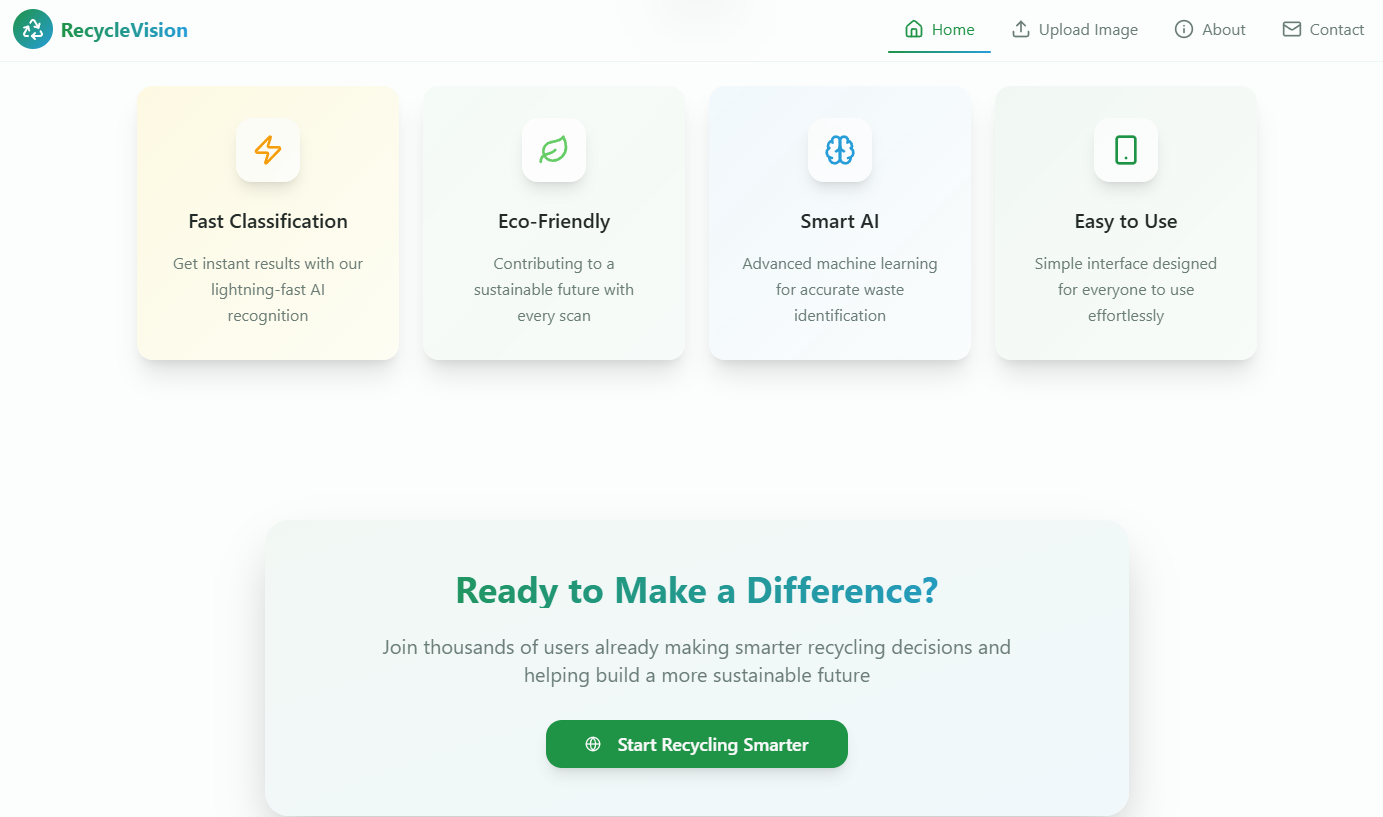 RecycleVision
Home
Upload Image
About
Contact
Fast Classification
Get instant results with our
lightning-fast AI
recognition
Eco-Friendly
Contributing to a
sustainable future with
every scan
Smart AI
Advanced machine learning
for accurate waste
identification
Easy to Use
Simple interface designed
for everyone to use
effortlessly
Ready to Make a Difference?
Join thousands of users already making smarter recycling decisions and
helping build a more sustainable future
Start Recycling Smarter